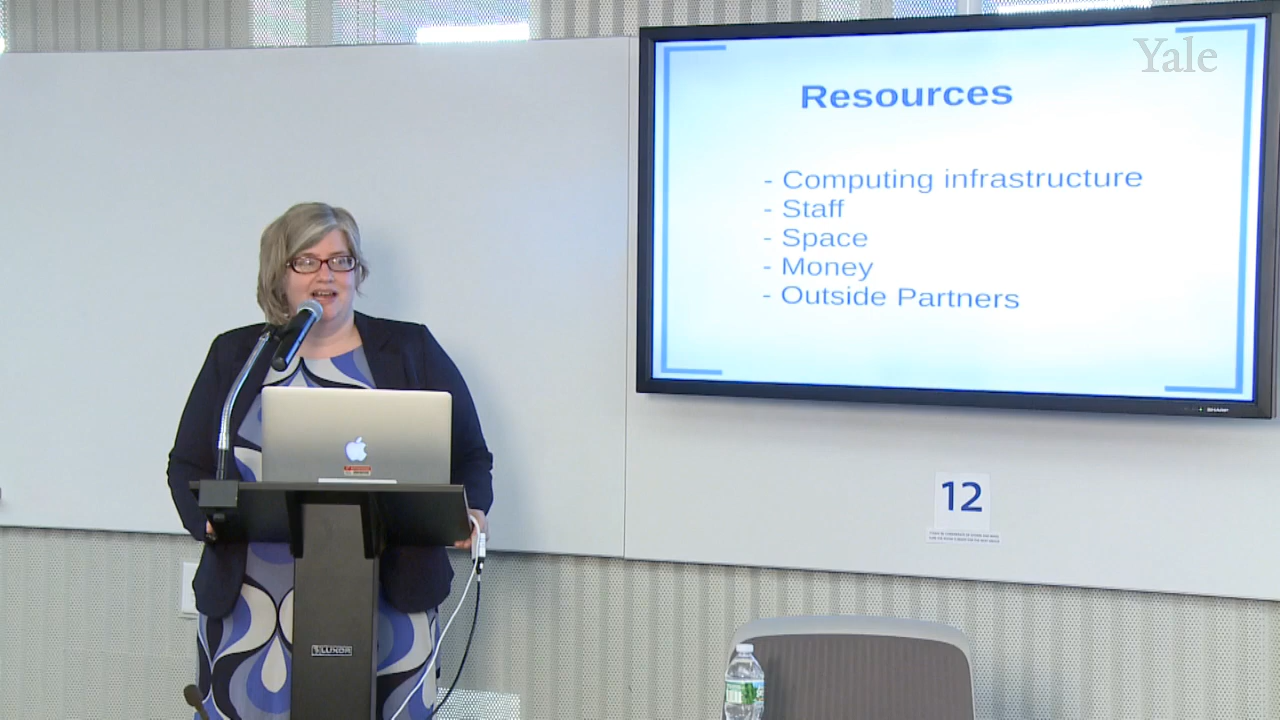 Yale
Resources
- Computing infrastructure
- Staff
- Space
- Money
- Outside Partners
SHARP
12
LUXOR